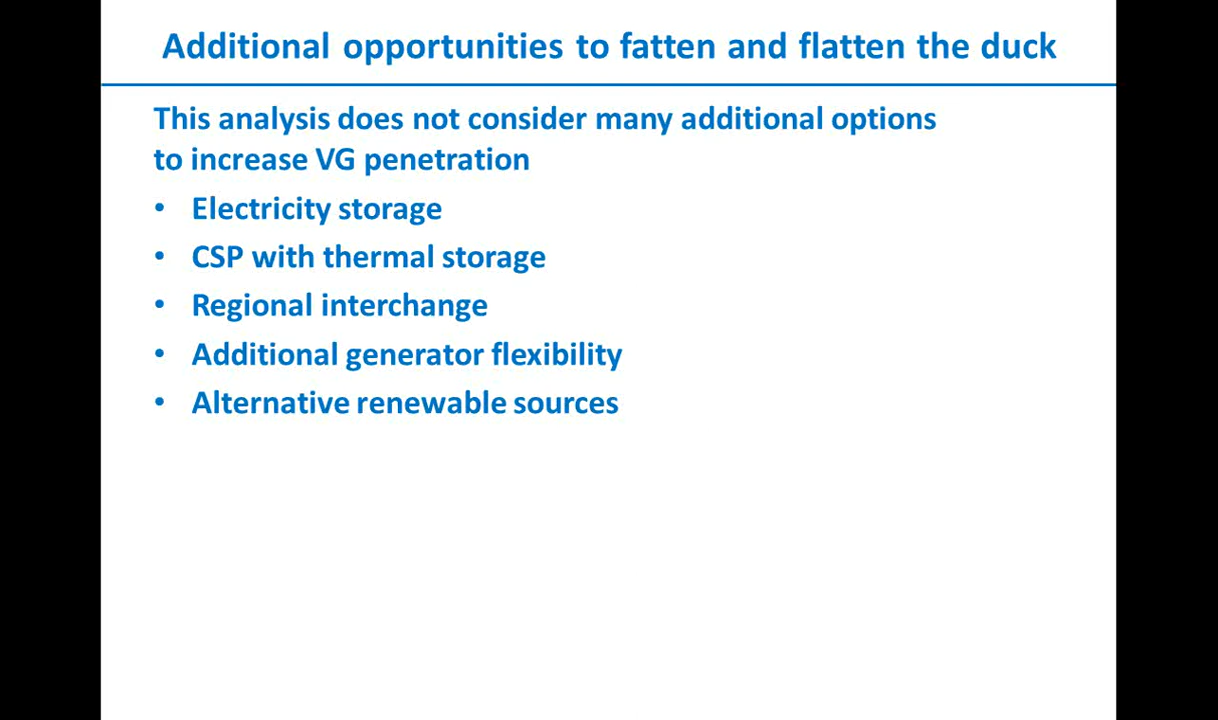 Additional opportunities to fatten and flatten the duck
This analysis does not consider many additional options
to increase VG penetration
• Electricity storage
• CSP with thermal storage
• Regional interchange
• Additional generator flexibility
• Alternative renewable sources